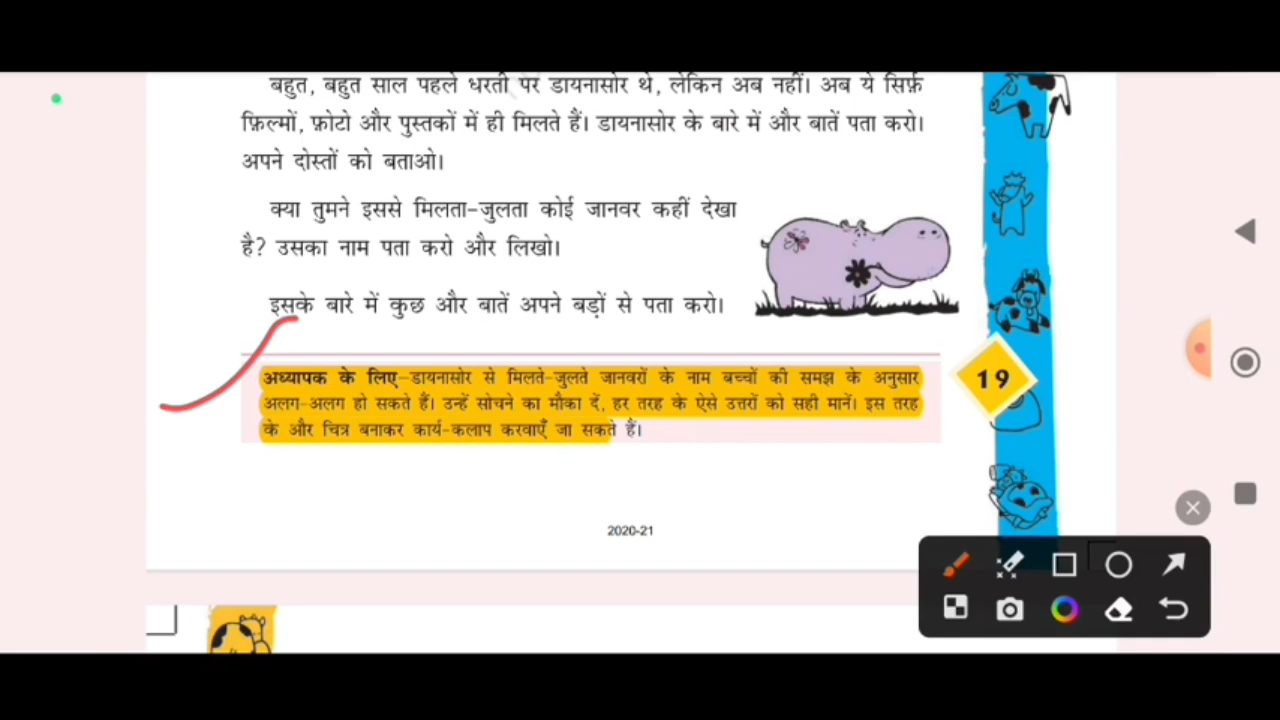 बहुत, बहुत साल पहले धरती पर डायनासोर थे, लेकिन अब नहीं। अब ये सिर्फ़
फ़िल्मों, फ़ोटो और पुस्तकों में ही मिलते हैं। डायनासोर के बारे में और बातें पता करो।
अपने दोस्तों को बताओ।
क्या तुमने इससे मिलता-जुलता कोई जानवर कहीं देखा
है? उसका नाम पता करो और लिखो।
इसके बारे में कुछ और बातें अपने बड़ों से पता करो।
अध्यापक के लिए–डायनासोर से मिलते-जुलते जानवरों के नाम बच्चों की समझ के अनुसार
अलग-अलग हो सकते हैं। उन्हें सोचने का मौका दें, हर तरह के ऐसे उत्तरों को सही मानें। इस तरह
के और चित्र बनाकर कार्य-कलाप करवाएँ जा सकते हैं।
19
2020-21